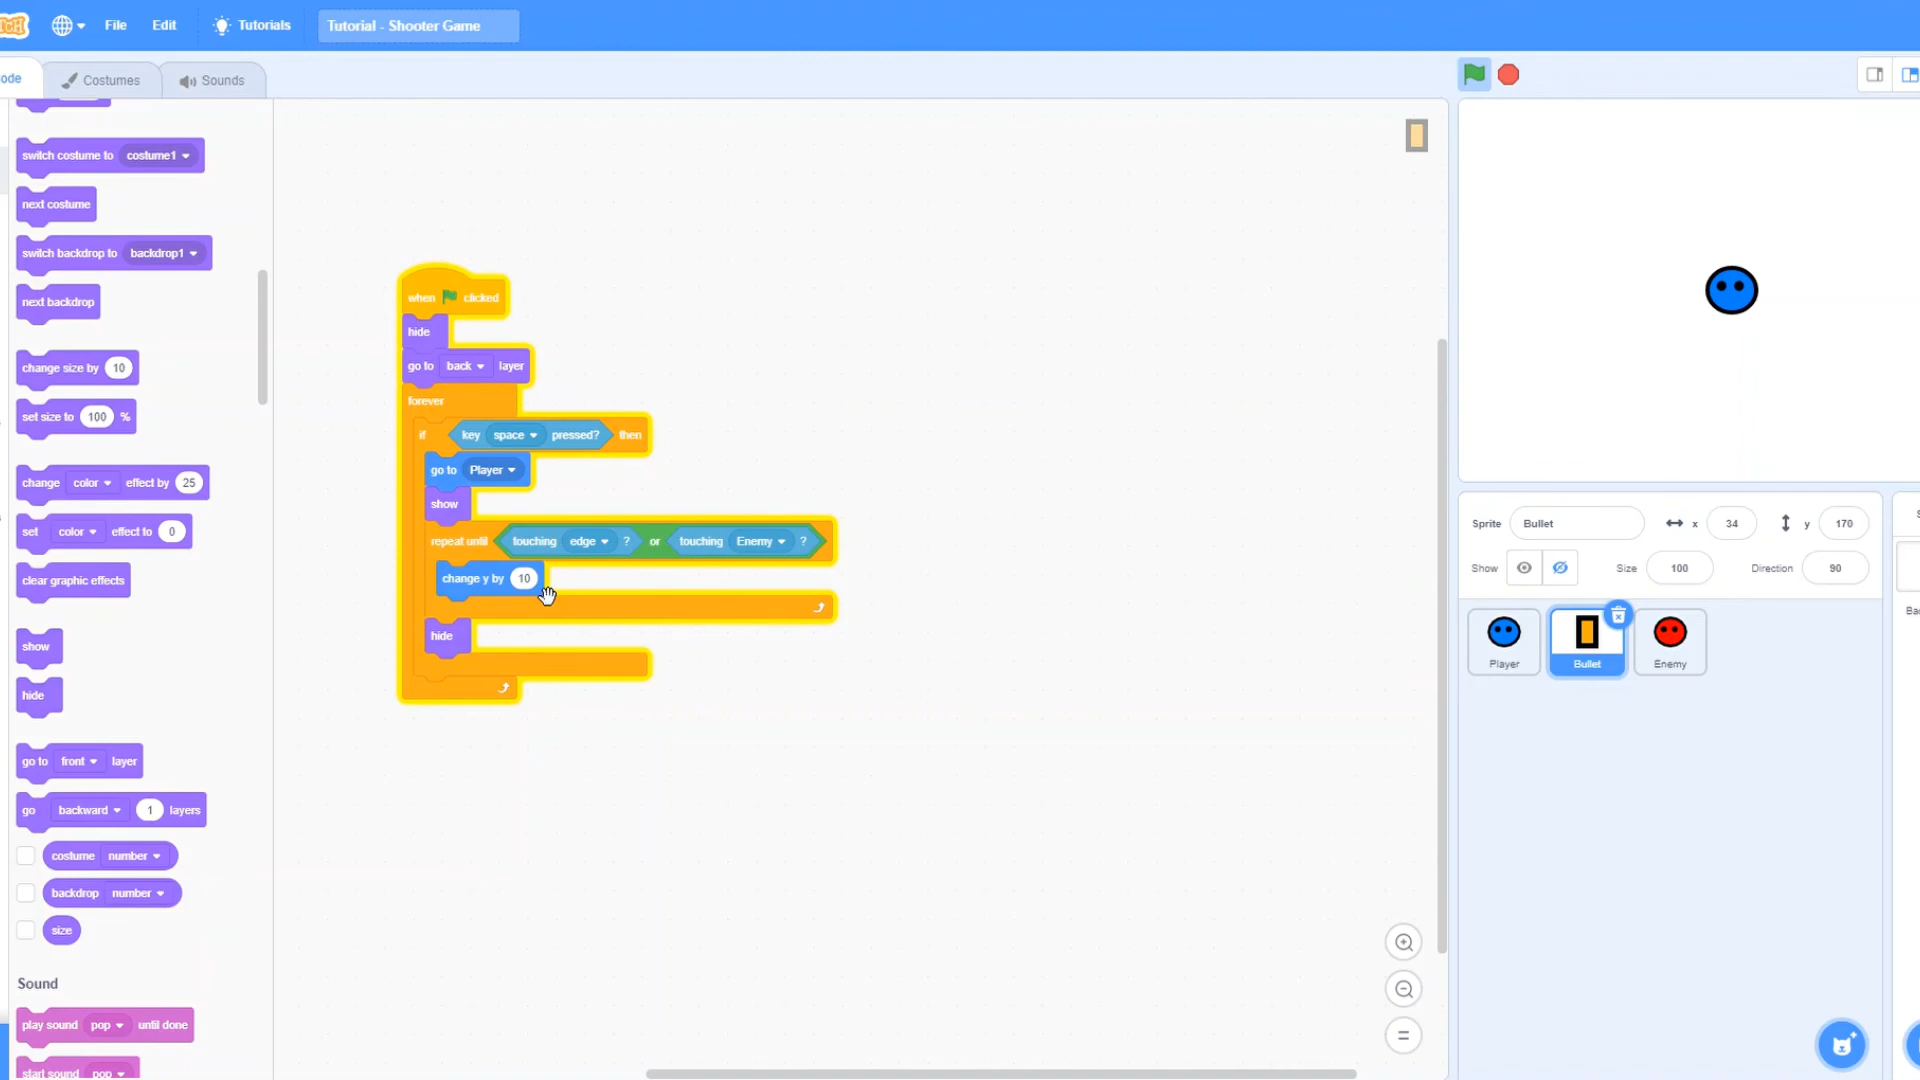 File Edit Tutorials Tutorial - Shooter Game
ode Costumes Sounds
switch costume to costume1
next costume
switch backdrop to backdrop1
next backdrop
change size by 10
set size to 100 %
change color effect by 25
set color effect to 0
clear graphic effects
show
hide
go to front layer
go backward 1 layers
costume number
backdrop number
size
Sound
play sound pop until done
start sound pop
when clicked
hide
go to back layer
forever
if key space pressed? then
go to Player
show
repeat until touching edge ? or touching Enemy ?
change y by 10
hide
Sprite Bullet x 34 y 170
Show Size 100 Direction 90
Player Bullet Enemy
Bac